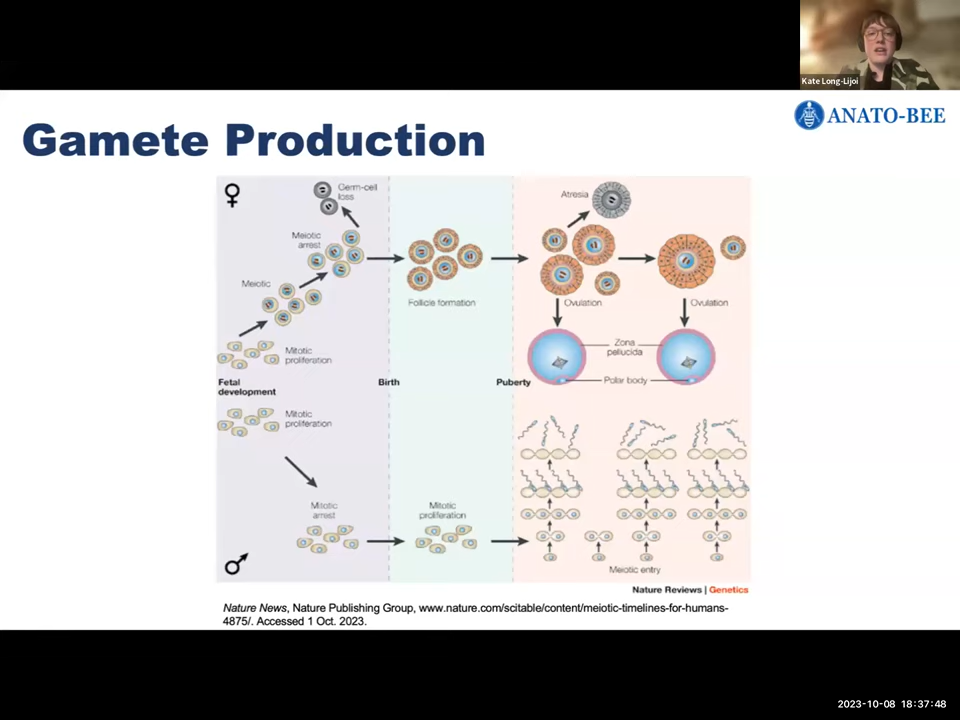 Kate Long-Lijoi
ANATO-BEE
Gamete Production
♀
Germ-cell
loss
Atresia
Meiotic
arrest
Meiotic
Follicle formation
Ovulation
Ovulation
Mitotic
proliferation
Zona
pellucida
Fetal
development
Birth
Puberty
Polar body
Mitotic
proliferation
Mitotic
arrest
Mitotic
proliferation
♂
Meiotic entry
Nature Reviews | Genetics
Nature News, Nature Publishing Group, www.nature.com/scitable/content/meiotic-timelines-for-humans-
4875/. Accessed 1 Oct. 2023.
2023-10-08 18:37:48